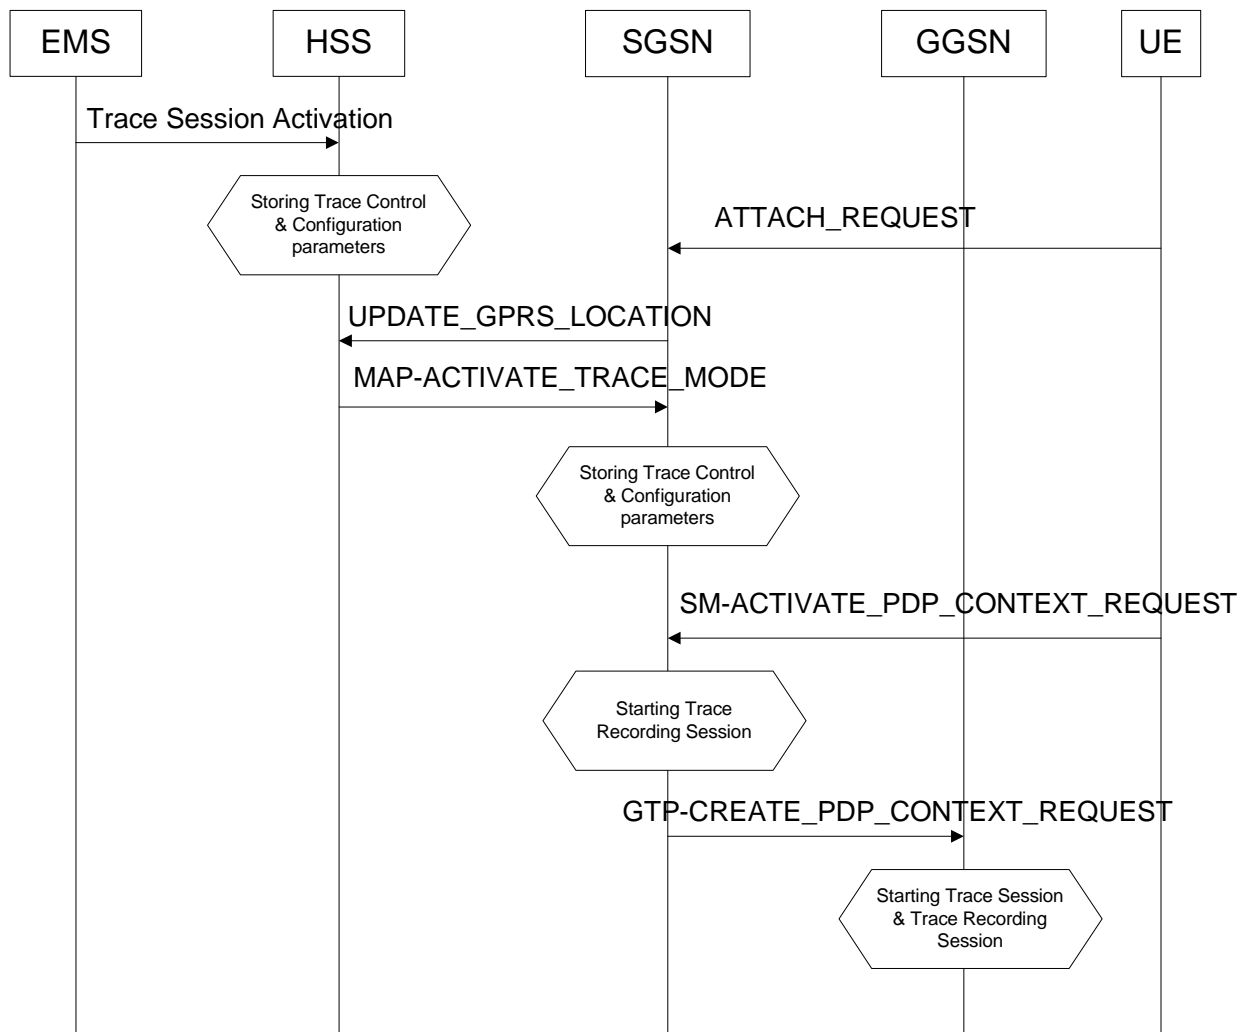 EMS
HSS
SGSN
GGSN
UE
Trace Session Activation
Storing Trace Control
& Configuration
parameters
ATTACH_REQUEST
UPDATE_GPRS_LOCATION
MAP-ACTIVATE_TRACE_MODE
Storing Trace Control
& Configuration
parameters
SM-ACTIVATE_PDP_CONTEXT_REQUEST
Starting Trace
Recording Session
GTP-CREATE_PDP_CONTEXT_REQUEST
Starting Trace Session
& Trace Recording
Session